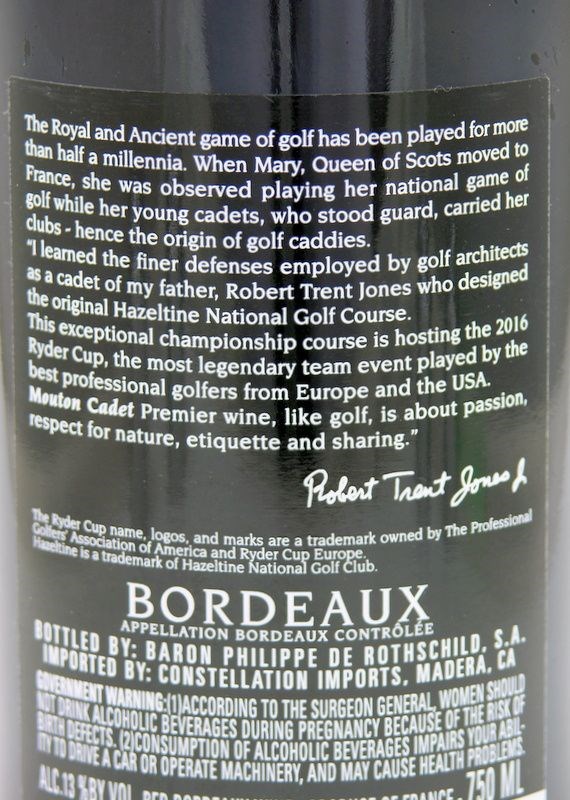 The Royal and Ancient game of golf has been played for more
than half a millennia. When Mary, Queen of Scots moved to
France, she was observed playing her national game of
golf while her young cadets, who stood guard, carried her
clubs - hence the origin of golf caddies.
"I learned the finer defenses employed by golf architects
as a cadet of my father, Robert Trent Jones who designed
the original Hazeltine National Golf Course.
This exceptional championship course is hosting the 2016
Ryder Cup, the most legendary team event played by the
best professional golfers from Europe and the USA.
Mouton Cadet Premier wine, like golf, is about passion,
respect for nature, etiquette and sharing."
Robert Trent Jones Jr
The Ryder Cup name, logos, and marks are a trademark owned by The Professional
Golfers' Association of America and Ryder Cup Europe.
Hazeltine is a trademark of Hazeltine National Golf Club.
BORDEAUX
APPELLATION BORDEAUX CONTRÔLÉE
BOTTLED BY: BARON PHILIPPE DE ROTHSCHILD, S.A.
IMPORTED BY: CONSTELLATION IMPORTS, MADERA, CA
GOVERNMENT WARNING:(1)ACCORDING TO THE SURGEON GENERAL, WOMEN SHOULD
NOT DRINK ALCOHOLIC BEVERAGES DURING PREGNANCY BECAUSE OF THE RISK OF
BIRTH DEFECTS. (2)CONSUMPTION OF ALCOHOLIC BEVERAGES IMPAIRS YOUR ABIL-
ITY TO DRIVE A CAR OR OPERATE MACHINERY, AND MAY CAUSE HEALTH PROBLEMS.
ALC.13 % BY VOL. RED BORDEAUX PRODUCE OF FRANCE - 750 ML